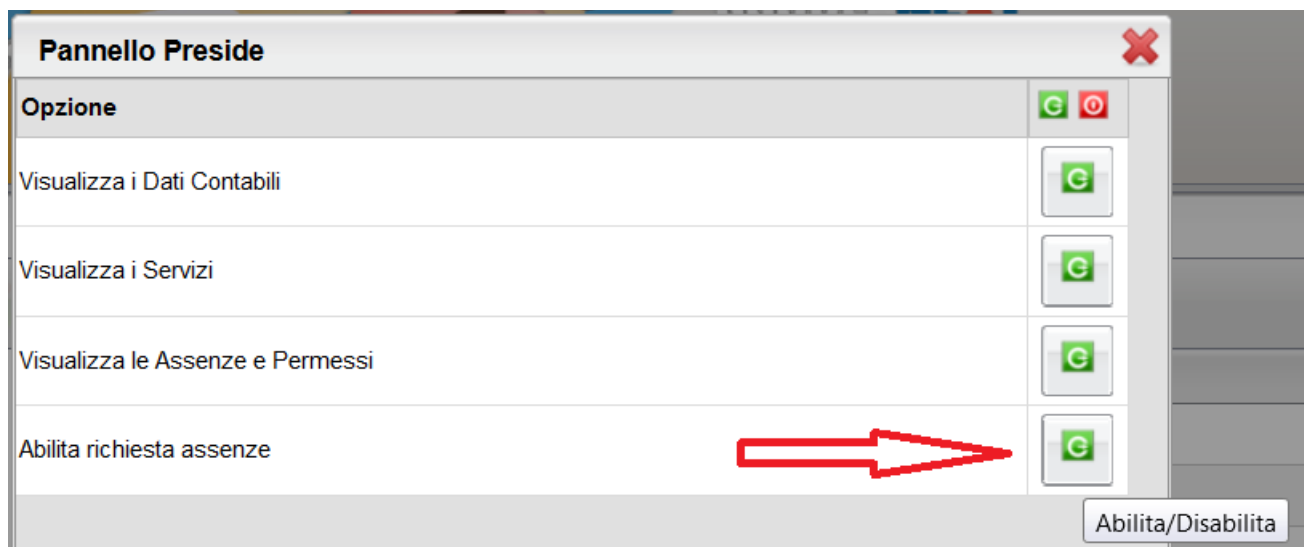 Pannello Preside
Opzione
Visualizza i Dati Contabili
Visualizza i Servizi
Visualizza le Assenze e Permessi
Abilita richiesta assenze
Abilita/Disabilita